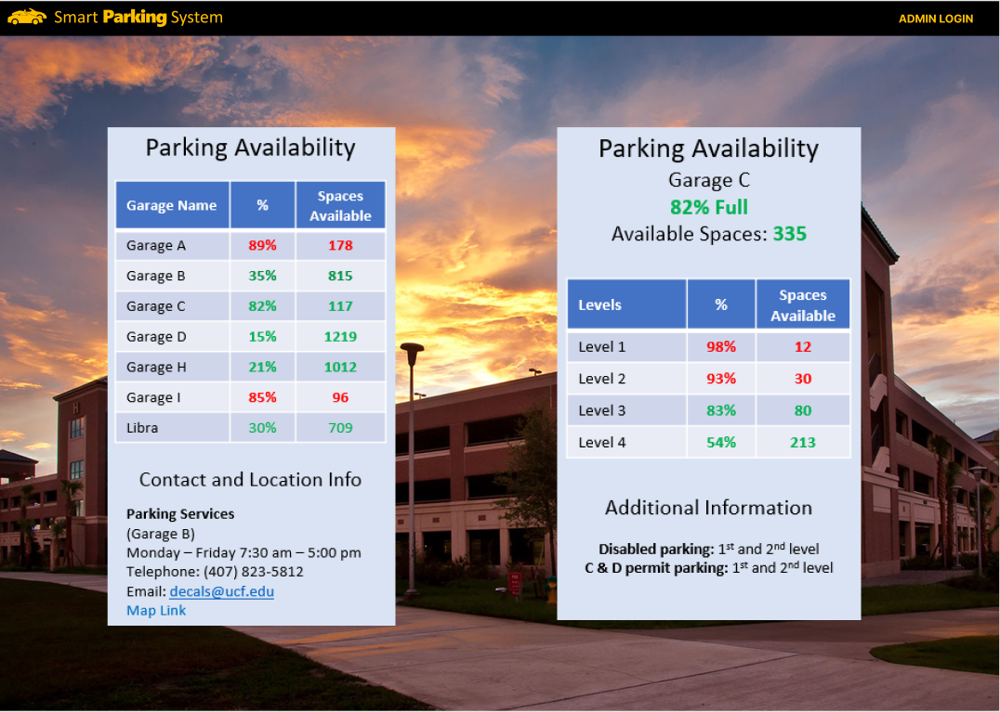 Smart Parking System
ADMIN LOGIN
Parking Availability
Garage Name % Spaces Available
Garage A 89% 178
Garage B 35% 815
Garage C 82% 117
Garage D 15% 1219
Garage H 21% 1012
Garage I 85% 96
Libra 30% 709
Contact and Location Info
Parking Services
(Garage B)
Monday – Friday 7:30 am – 5:00 pm
Telephone: (407) 823-5812
Email: decals@ucf.edu
Map Link
Parking Availability
Garage C
82% Full
Available Spaces: 335
Levels % Spaces Available
Level 1 98% 12
Level 2 93% 30
Level 3 83% 80
Level 4 54% 213
Additional Information
Disabled parking: 1st and 2nd level
C & D permit parking: 1st and 2nd level
H